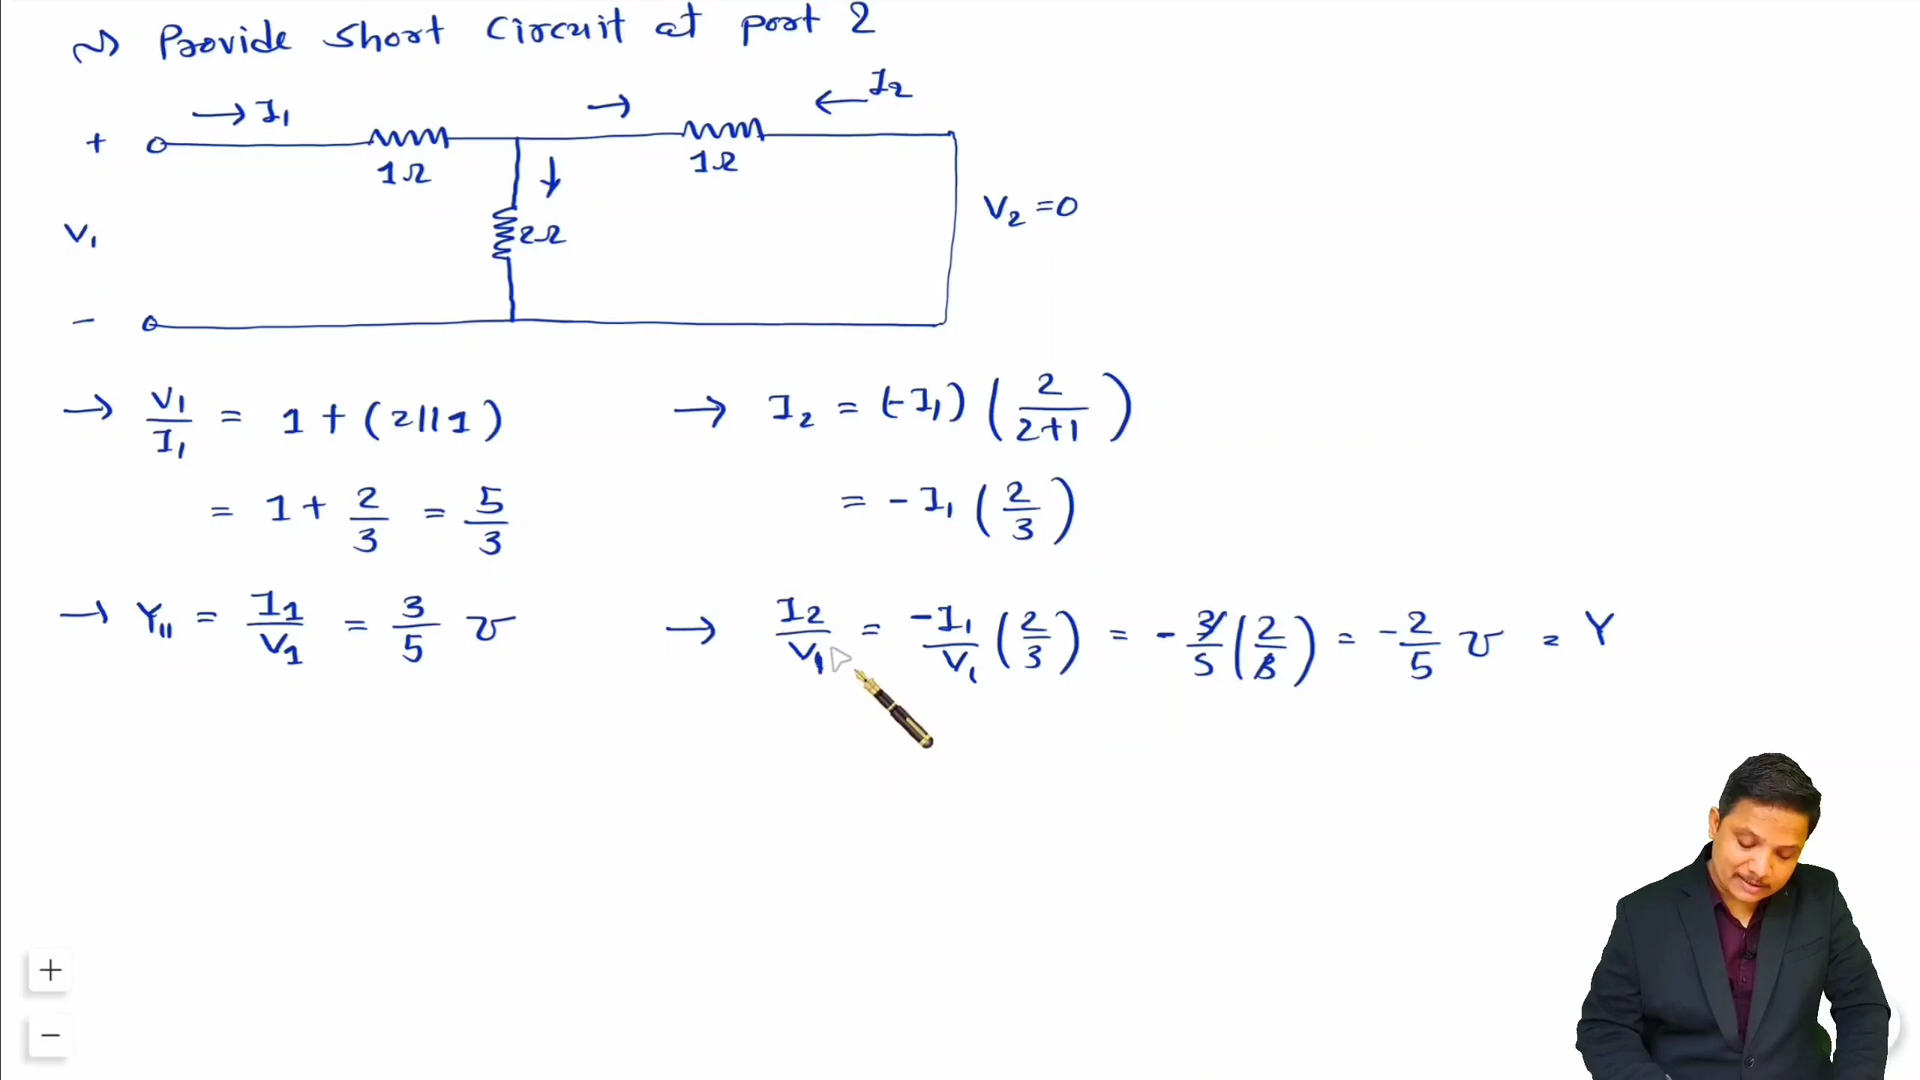 ~> Provide short circuit at port 2
→ I₁ → ← I₂
+ 1Ω 1Ω
V₁ ↓ 2Ω V₂ = 0
-
→ V₁/I₁ = 1 + (2||1) → I₂ = (-I₁) (2/(2+1))
= 1 + 2/3 = 5/3 = -I₁ (2/3)
→ Y₁₁ = I₁/V₁ = 3/5 ℧ → I₂/V₁ = -I₁/V₁ (2/3) = -3/5 (2/3) = -2/5 ℧ = Y
+
−